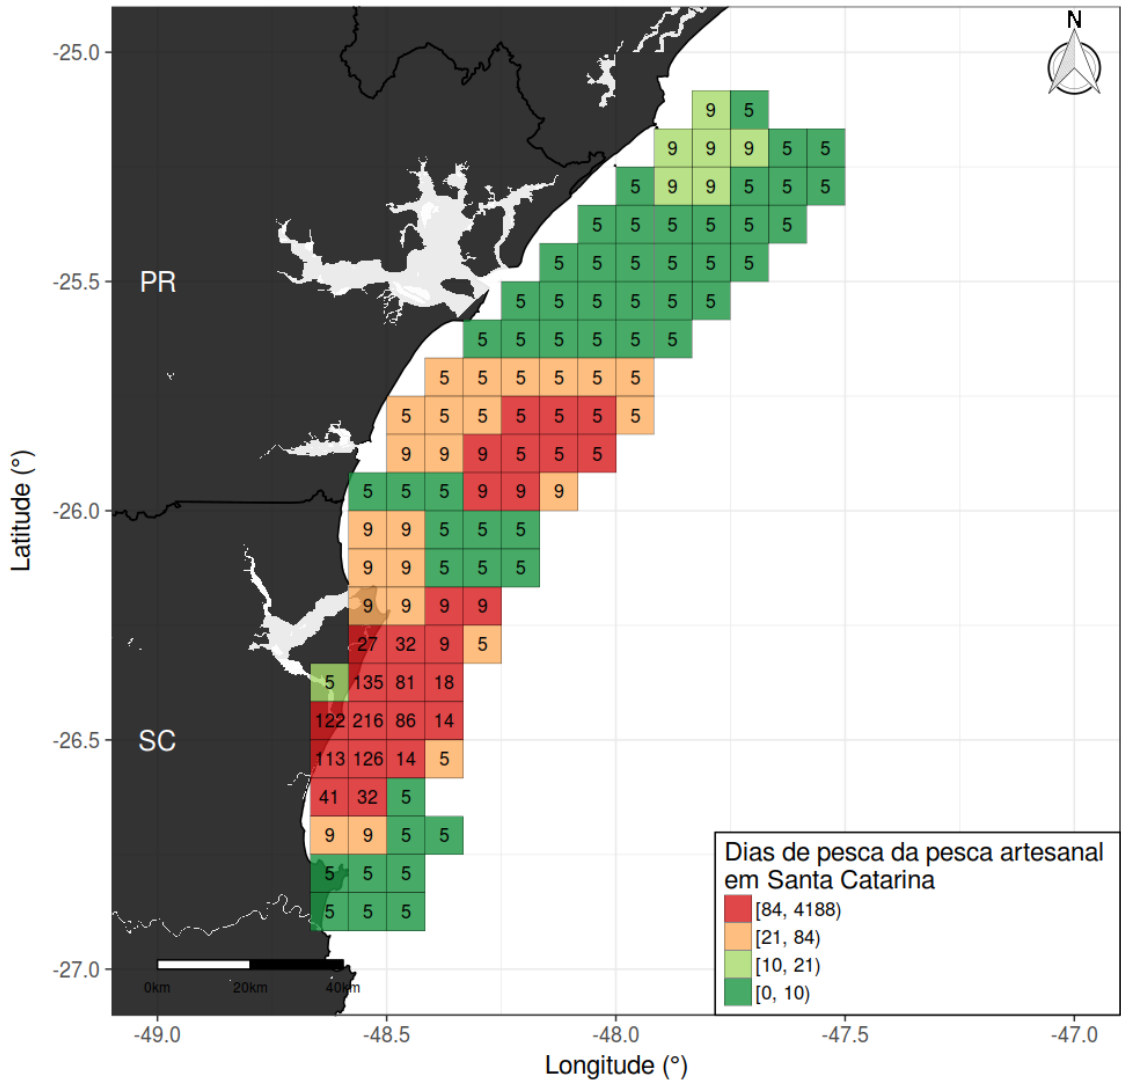 N
-25.0
9 5
9 9 9 5 5
5 9 9 5 5 5
5 5 5 5 5 5
5 5 5 5 5 5
-25.5
PR
5 5 5 5 5 5
5 5 5 5 5 5
5 5 5 5 5 5
5 5 5 5 5 5 5
9 9 9 5 5 5
5 5 5 9 9 9
-26.0
9 9 5 5 5
9 9 5 5 5
9 9 9 9
27 32 9 5
5 135 81 18
122 216 86 14
-26.5
SC
113 126 14 5
41 32 5
9 9 5 5
5 5 5
5 5 5
-27.0
0km 20km 40km
Dias de pesca da pesca artesanal
em Santa Catarina
[84, 4188)
[21, 84)
[10, 21)
[0, 10)
-49.0 -48.5 -48.0 -47.5 -47.0
Longitude (°)
Latitude (°)